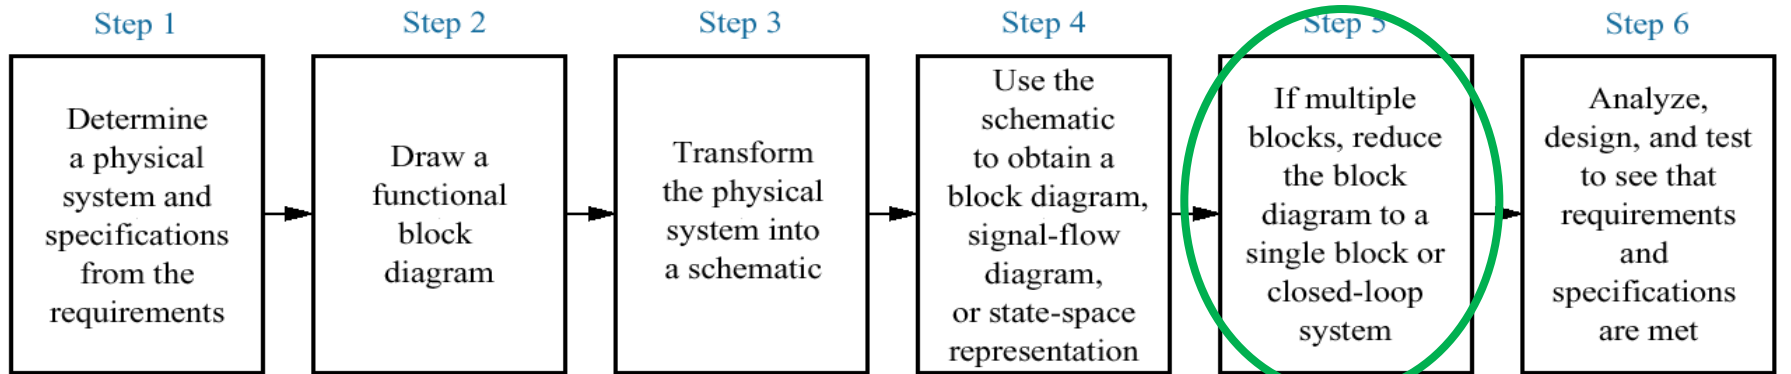 Step 1
Determine
a physical
system and
specifications
from the
requirements
Step 2
Draw a
functional
block
diagram
Step 3
Transform
the physical
system into
a schematic
Step 4
Use the
schematic
to obtain a
block diagram,
signal-flow
diagram,
or state-space
representation
Step 5
If multiple
blocks, reduce
the block
diagram to a
single block or
closed-loop
system
Step 6
Analyze,
design, and test
to see that
requirements
and
specifications
are met